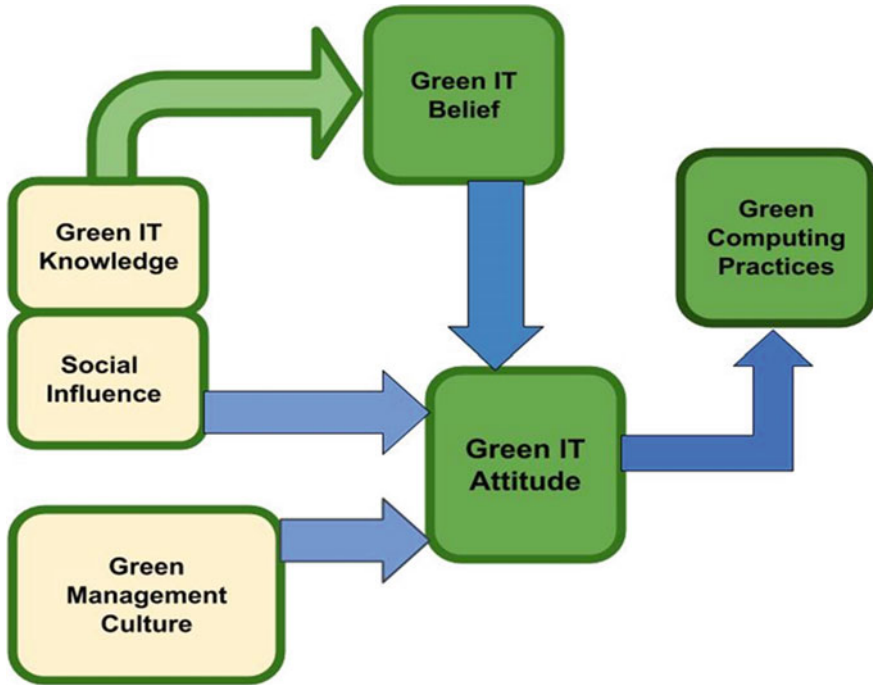 Green IT
Belief
Green IT
Knowledge
Green
Computing
Practices
Social
Influence
Green IT
Attitude
Green
Management
Culture